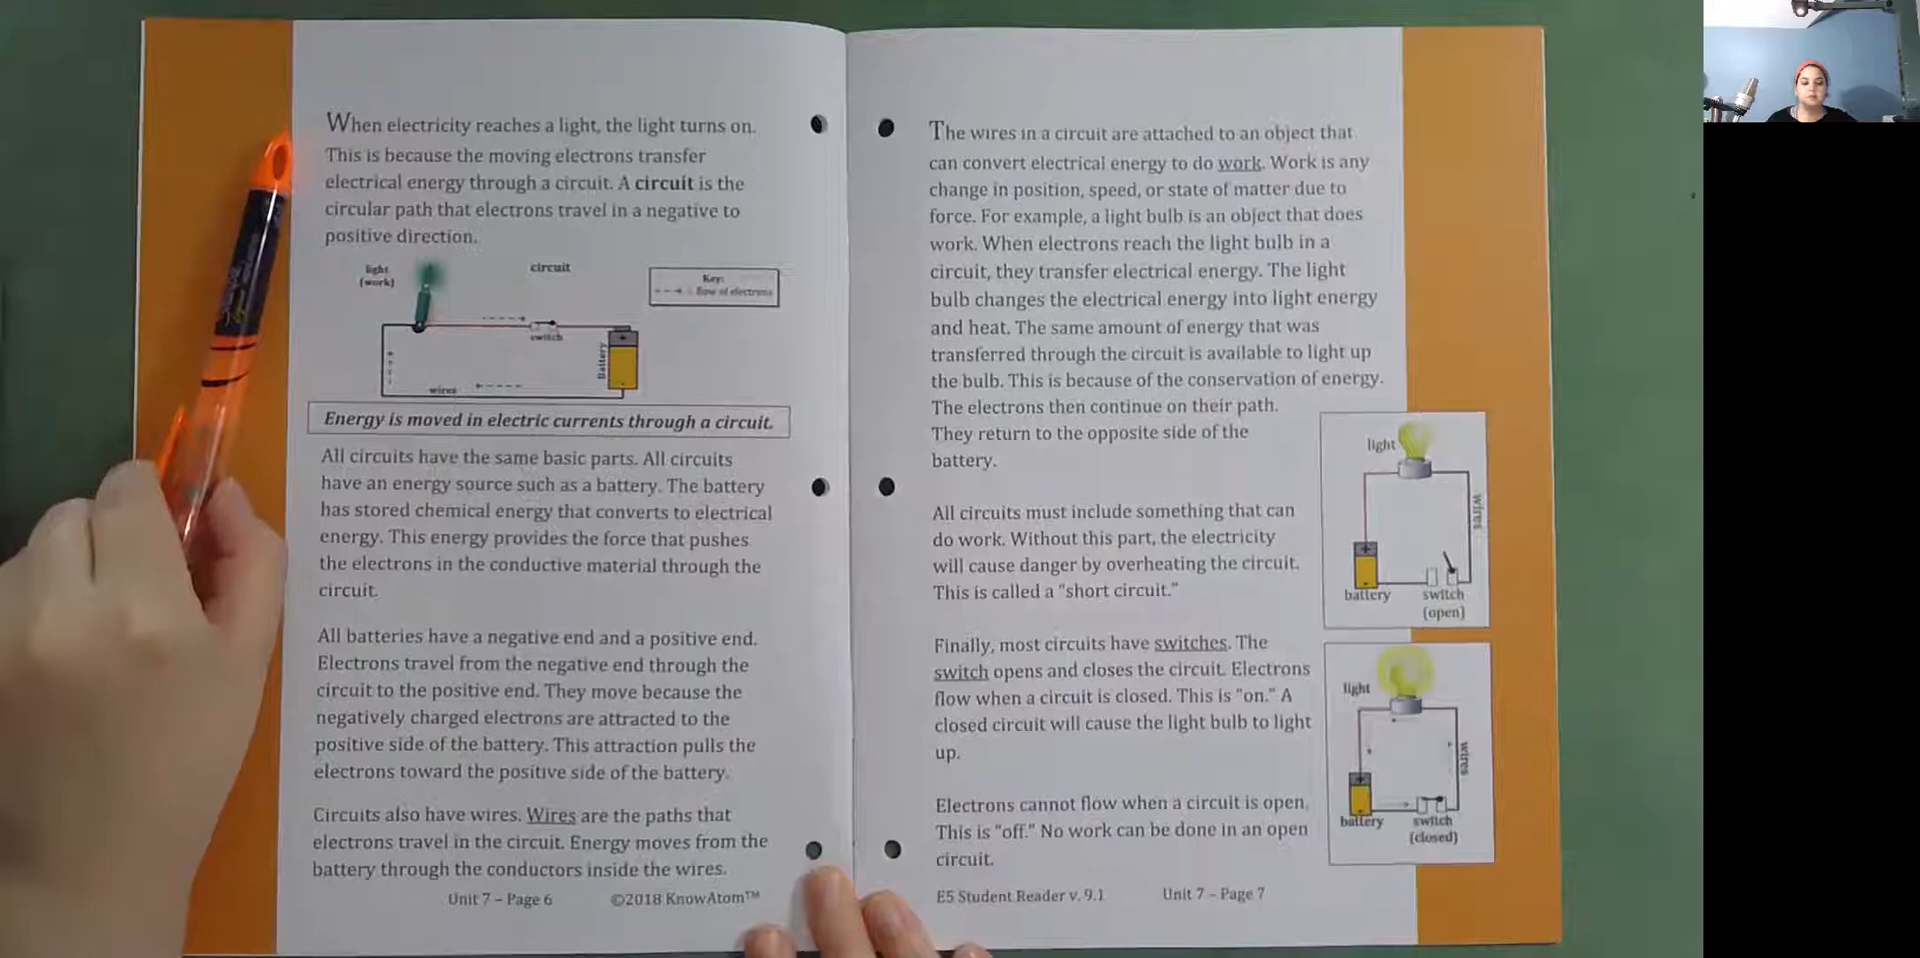 When electricity reaches a light, the light turns on.
This is because the moving electrons transfer
electrical energy through a circuit. A circuit is the
circular path that electrons travel in a negative to
positive direction.
light
(work)
circuit
Key:
= flow of electrons
switch
Battery
+
-
wires
Energy is moved in electric currents through a circuit.
All circuits have the same basic parts. All circuits
have an energy source such as a battery. The battery
has stored chemical energy that converts to electrical
energy. This energy provides the force that pushes
the electrons in the conductive material through the
circuit.
All batteries have a negative end and a positive end.
Electrons travel from the negative end through the
circuit to the positive end. They move because the
negatively charged electrons are attracted to the
positive side of the battery. This attraction pulls the
electrons toward the positive side of the battery.
Circuits also have wires. Wires are the paths that
electrons travel in the circuit. Energy moves from the
battery through the conductors inside the wires.
Unit 7 – Page 6 ©2018 KnowAtom™
The wires in a circuit are attached to an object that
can convert electrical energy to do work. Work is any
change in position, speed, or state of matter due to
force. For example, a light bulb is an object that does
work. When electrons reach the light bulb in a
circuit, they transfer electrical energy. The light
bulb changes the electrical energy into light energy
and heat. The same amount of energy that was
transferred through the circuit is available to light up
the bulb. This is because of the conservation of energy.
The electrons then continue on their path.
They return to the opposite side of the
battery.
All circuits must include something that can
do work. Without this part, the electricity
will cause danger by overheating the circuit.
This is called a "short circuit."
Finally, most circuits have switches. The
switch opens and closes the circuit. Electrons
flow when a circuit is closed. This is "on." A
closed circuit will cause the light bulb to light
up.
Electrons cannot flow when a circuit is open.
This is "off." No work can be done in an open
circuit.
light
wires
+
-
battery
switch
(open)
light
wires
+
-
battery
switch
(closed)
E5 Student Reader v. 9.1 Unit 7 – Page 7